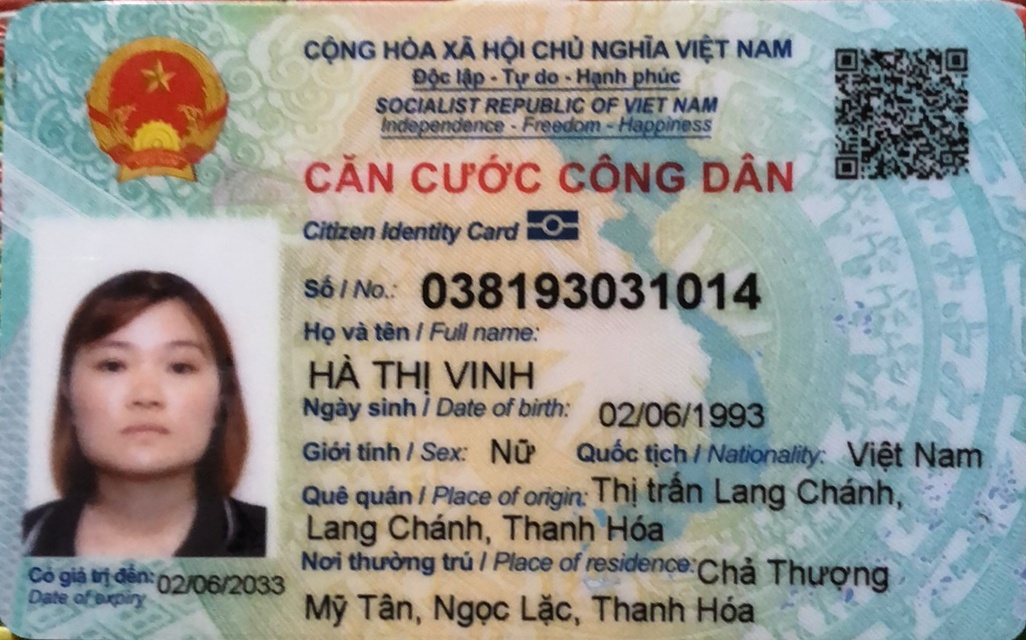 CỘNG HÒA XÃ HỘI CHỦ NGHĨA VIỆT NAM
Độc lập - Tự do - Hạnh phúc
SOCIALIST REPUBLIC OF VIET NAM
Independence - Freedom - Happiness
CĂN CƯỚC CÔNG DÂN
Citizen Identity Card
Số / No.: 038193031014
Họ và tên / Full name:
HÀ THỊ VINH
Ngày sinh / Date of birth: 02/06/1993
Giới tính / Sex: Nữ Quốc tịch / Nationality: Việt Nam
Quê quán / Place of origin: Thị trấn Lang Chánh,
Lang Chánh, Thanh Hóa
Nơi thường trú / Place of residence: Chả Thượng
Mỹ Tân, Ngọc Lặc, Thanh Hóa
Có giá trị đến: 02/06/2033
Date of expiry